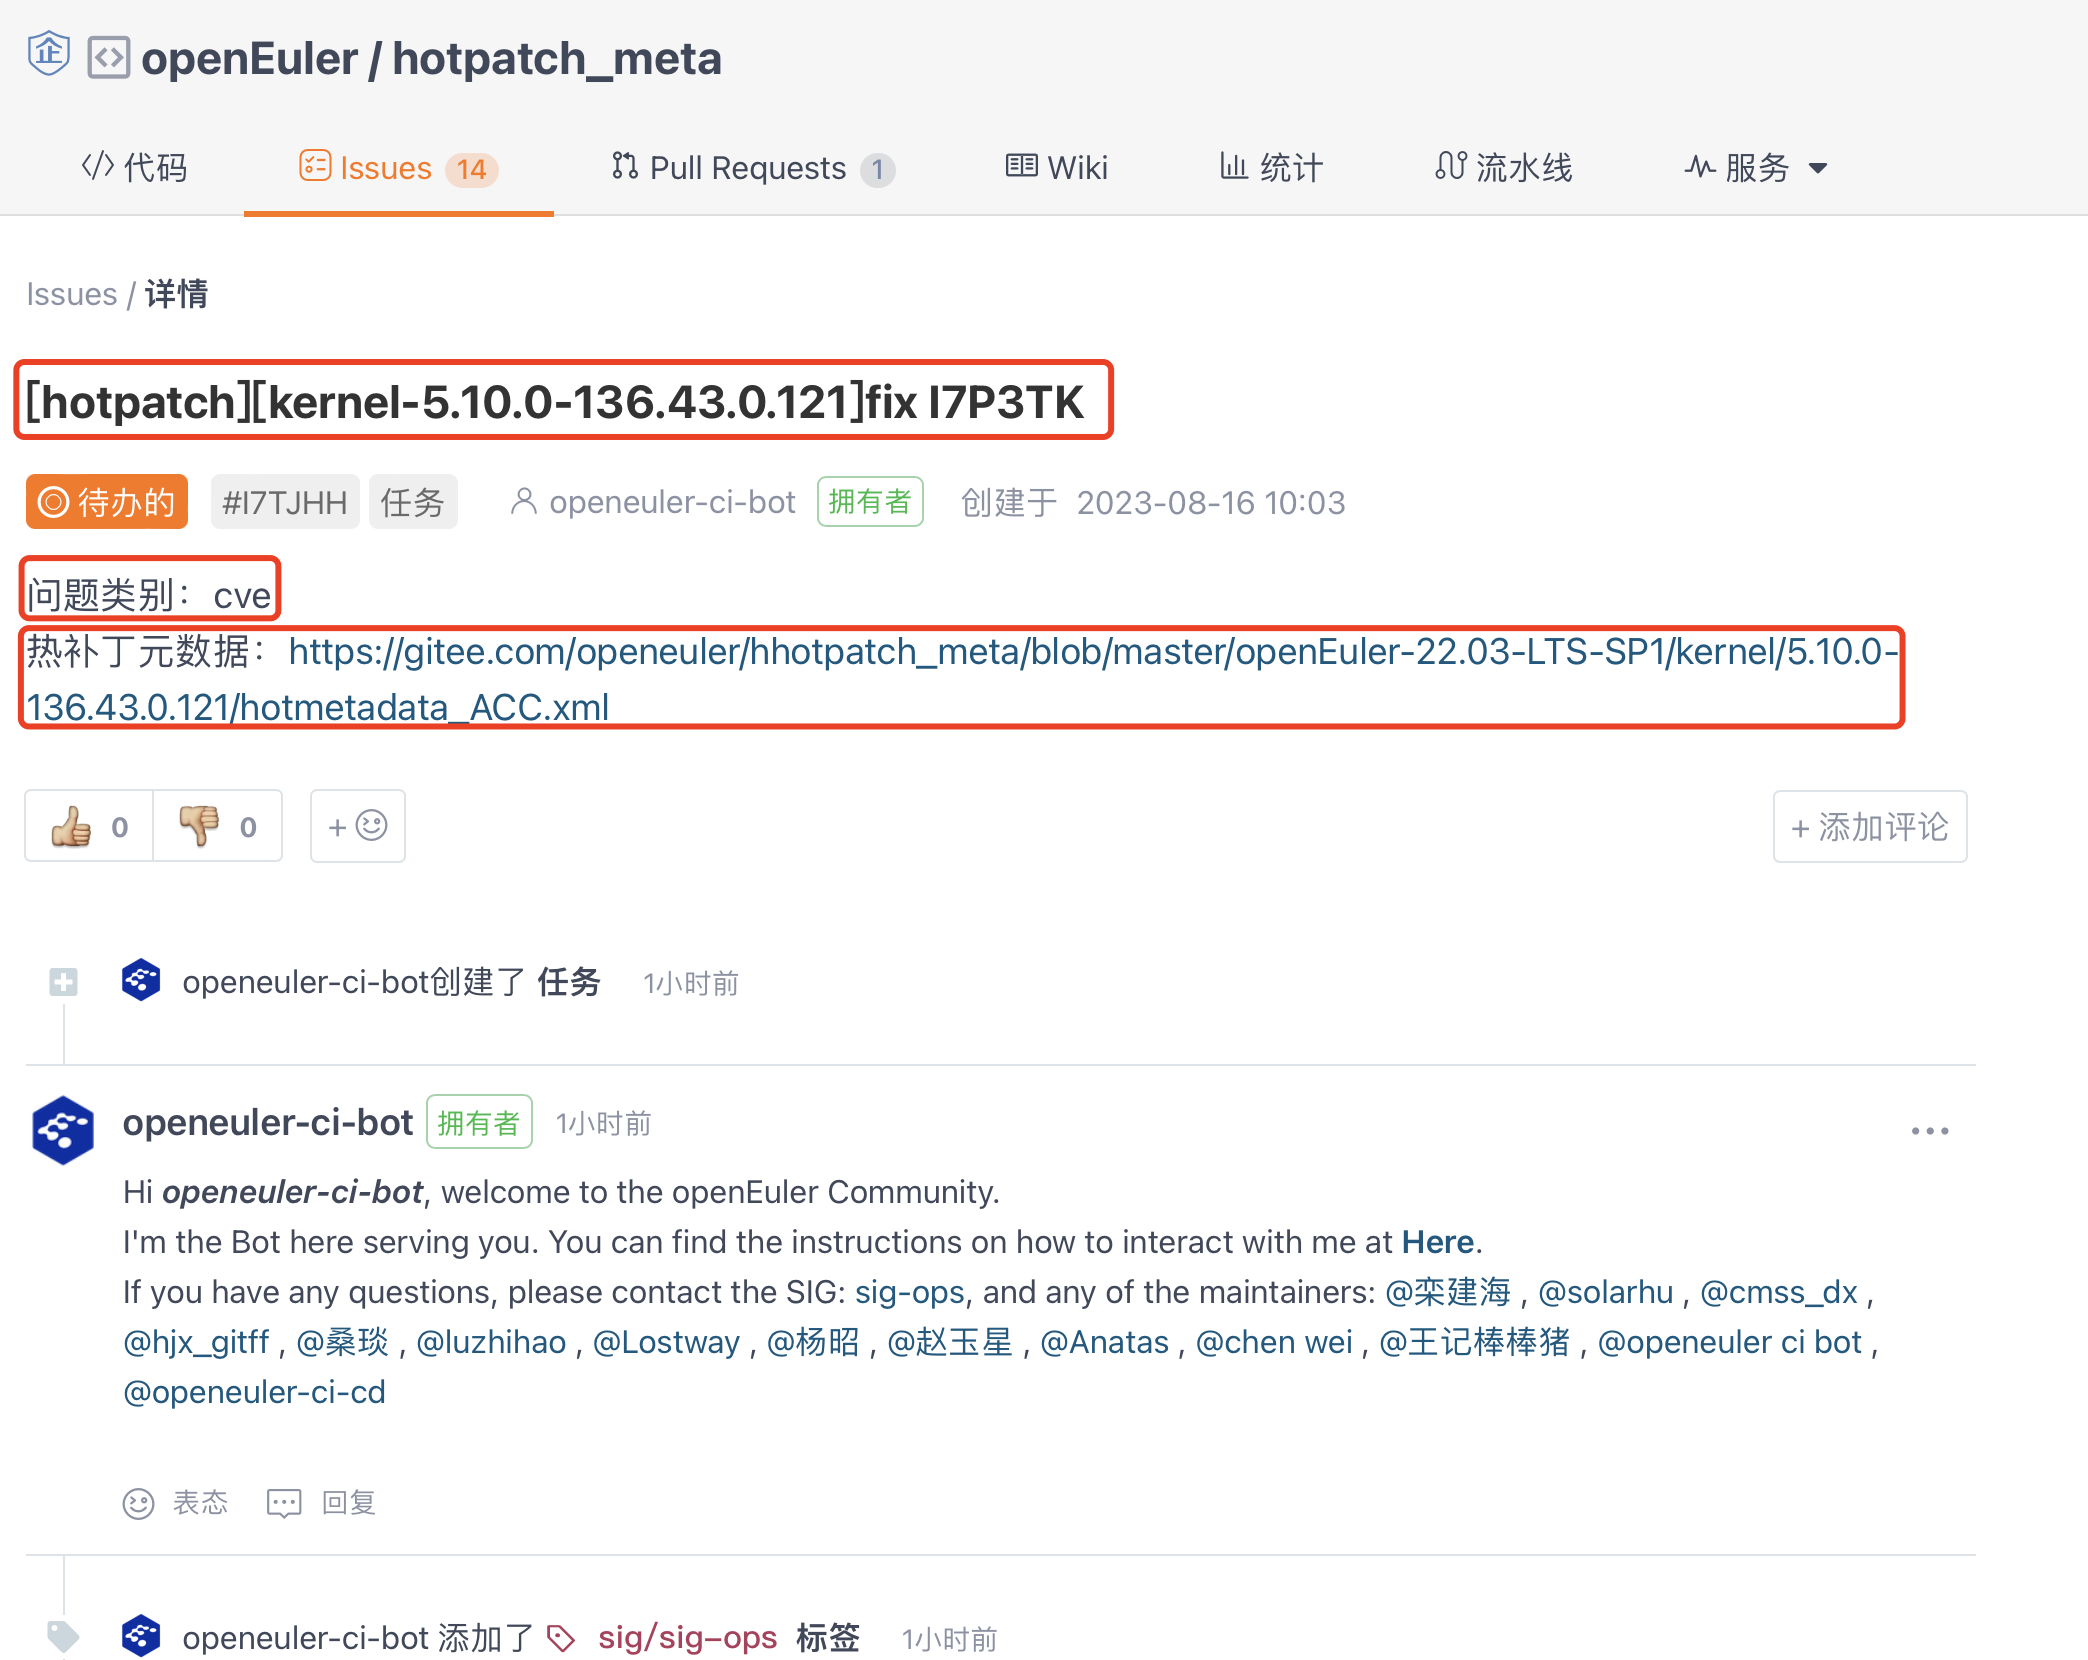 企 openEuler / hotpatch_meta
代码 Issues 14 Pull Requests 1 Wiki 统计 流水线 服务
Issues / 详情
[hotpatch][kernel-5.10.0-136.43.0.121]fix I7P3TK
待办的 #I7TJHH 任务 openeuler-ci-bot 拥有者 创建于 2023-08-16 10:03
问题类别：cve
热补丁元数据：https://gitee.com/openeuler/hhotpatch_meta/blob/master/openEuler-22.03-LTS-SP1/kernel/5.10.0-
136.43.0.121/hotmetadata_ACC.xml
0 0 + + 添加评论
openeuler-ci-bot创建了 任务 1小时前
openeuler-ci-bot 拥有者 1小时前
Hi openeuler-ci-bot, welcome to the openEuler Community.
I'm the Bot here serving you. You can find the instructions on how to interact with me at Here.
If you have any questions, please contact the SIG: sig-ops, and any of the maintainers: @栾建海 , @solarhu , @cmss_dx ,
@hjx_gitff , @桑琰 , @luzhihao , @Lostway , @杨昭 , @赵玉星 , @Anatas , @chen wei , @王记棒棒猪 , @openeuler ci bot ,
@openeuler-ci-cd
表态 回复
openeuler-ci-bot 添加了 sig/sig-ops 标签 1小时前